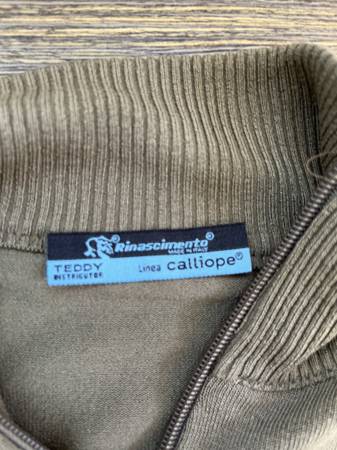 Rinascimento®
MADE IN ITALY
TEDDY Linea calliope®
DISTRIBUTOR